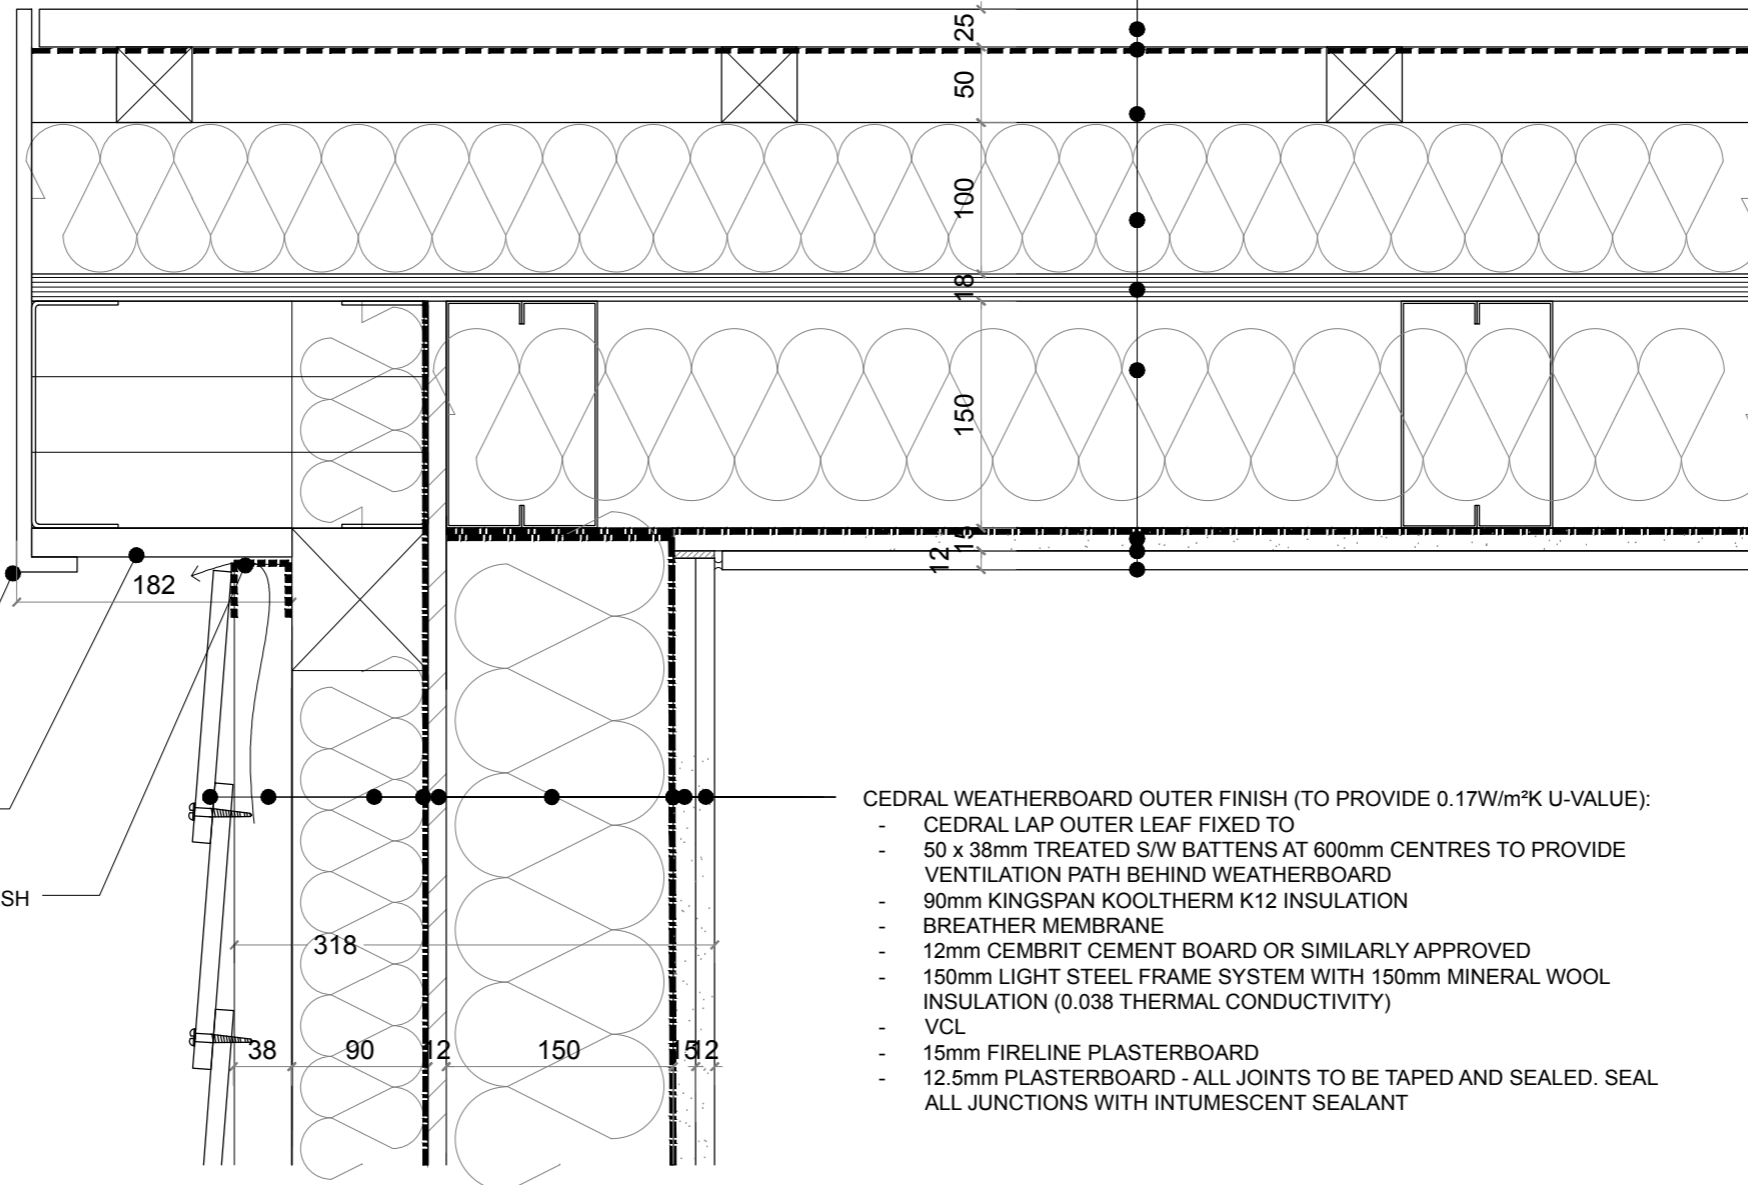 25
50
100
18
150
15
12
182
CEDRAL WEATHERBOARD OUTER FINISH (TO PROVIDE 0.17W/m²K U-VALUE):
- CEDRAL LAP OUTER LEAF FIXED TO
- 50 x 38mm TREATED S/W BATTENS AT 600mm CENTRES TO PROVIDE
VENTILATION PATH BEHIND WEATHERBOARD
- 90mm KINGSPAN KOOLTHERM K12 INSULATION
- BREATHER MEMBRANE
- 12mm CEMBRIT CEMENT BOARD OR SIMILARLY APPROVED
- 150mm LIGHT STEEL FRAME SYSTEM WITH 150mm MINERAL WOOL
INSULATION (0.038 THERMAL CONDUCTIVITY)
- VCL
- 15mm FIRELINE PLASTERBOARD
- 12.5mm PLASTERBOARD - ALL JOINTS TO BE TAPED AND SEALED. SEAL
ALL JUNCTIONS WITH INTUMESCENT SEALANT
SH
318
38 90 12 150 15 12